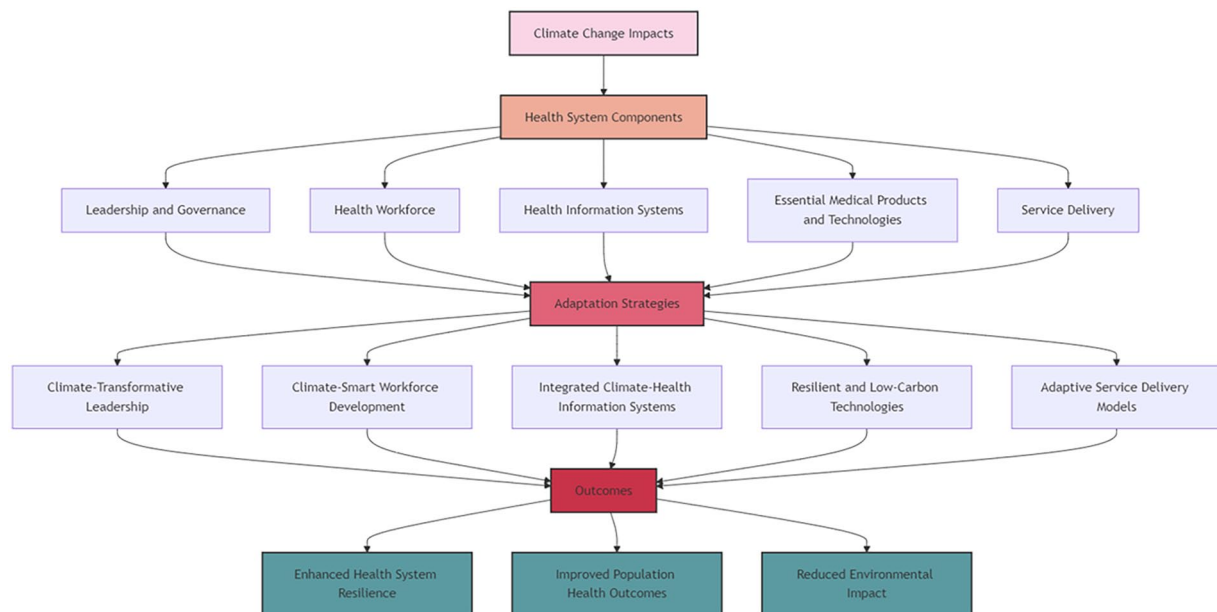 Climate Change Impacts
Health System Components
Leadership and Governance
Health Workforce
Health Information Systems
Essential Medical Products
and Technologies
Service Delivery
Adaptation Strategies
Climate-Transformative
Leadership
Climate-Smart Workforce
Development
Integrated Climate-Health
Information Systems
Resilient and Low-Carbon
Technologies
Adaptive Service Delivery
Models
Outcomes
Enhanced Health System
Resilience
Improved Population
Health Outcomes
Reduced Environmental
Impact